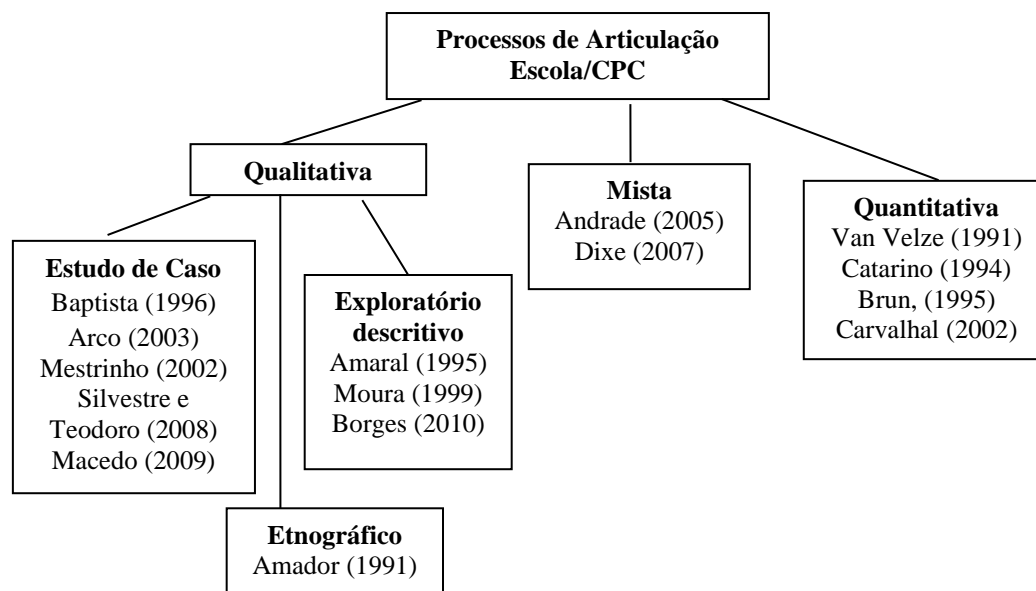 Processos de Articulação
Escola/CPC
Qualitativa
Estudo de Caso
Baptista (1996)
Arco (2003)
Mestrinho (2002)
Silvestre e
Teodoro (2008)
Macedo (2009)
Etnográfico
Amador (1991)
Exploratório
descritivo
Amaral (1995)
Moura (1999)
Borges (2010)
Mista
Andrade (2005)
Dixe (2007)
Quantitativa
Van Velze (1991)
Catarino (1994)
Brun, (1995)
Carvalhal (2002)